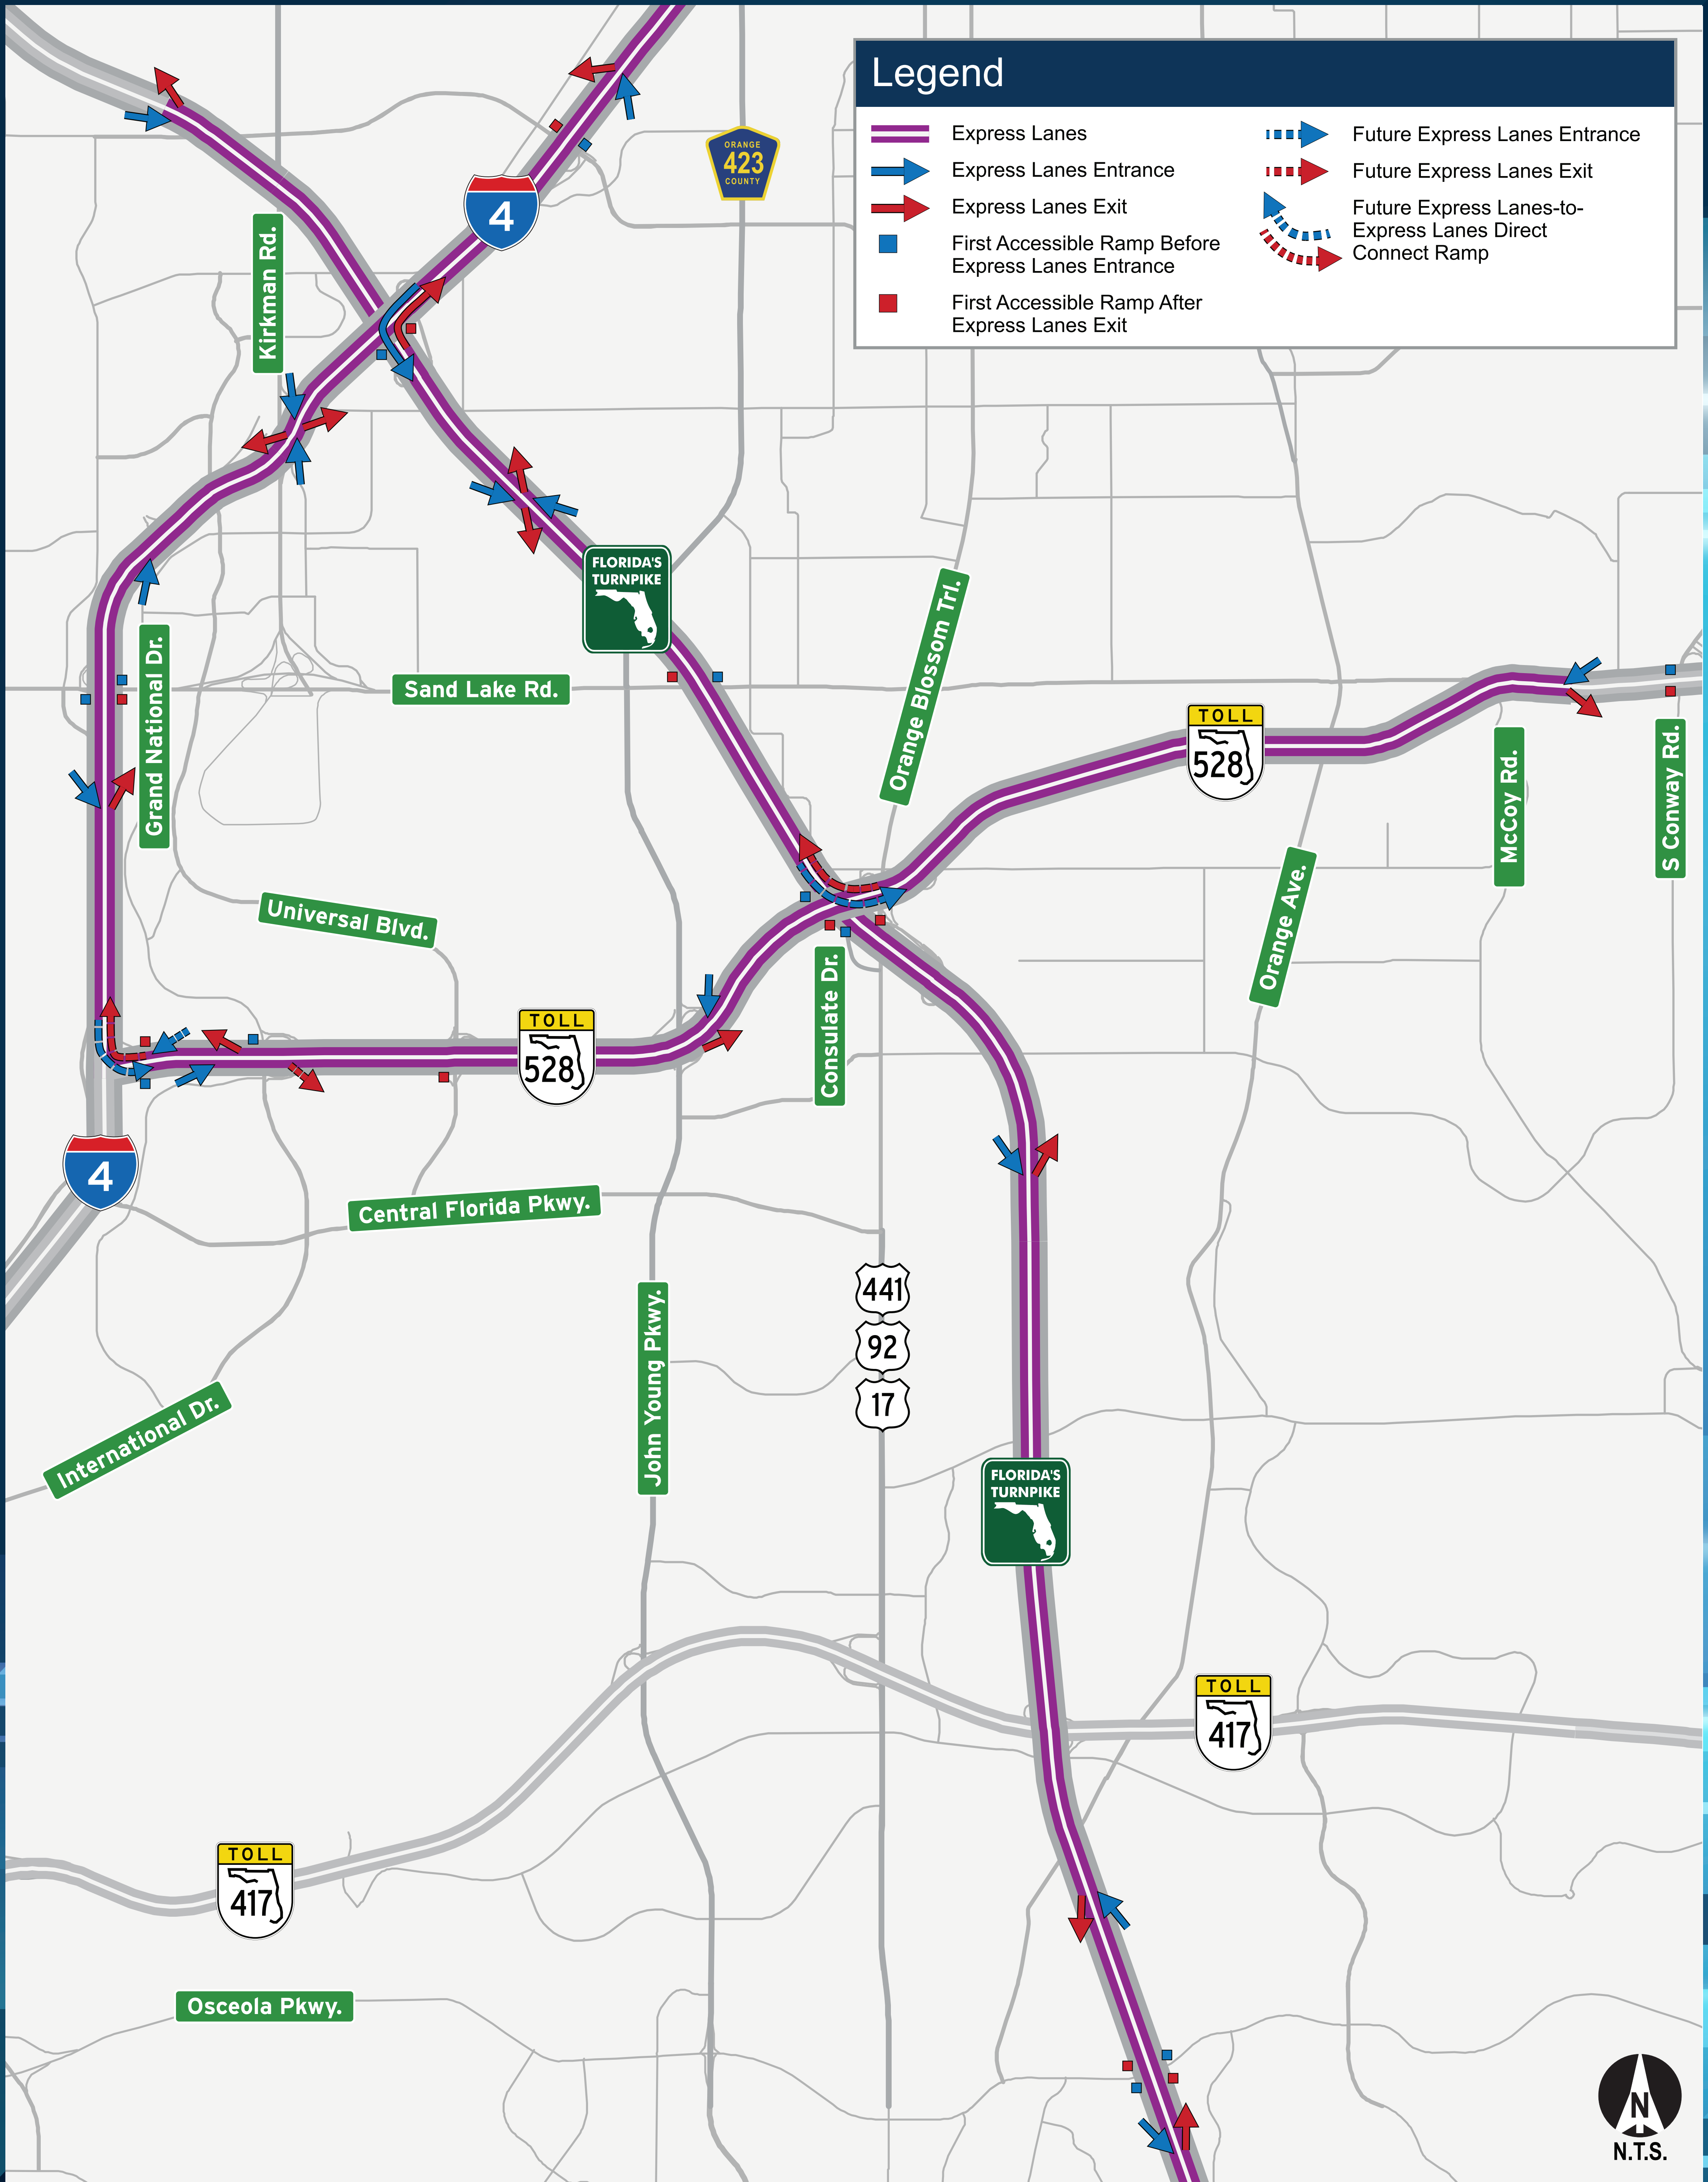 Legend
Express Lanes
Express Lanes Entrance
Express Lanes Exit
First Accessible Ramp Before
Express Lanes Entrance
First Accessible Ramp After
Express Lanes Exit
Future Express Lanes Entrance
Future Express Lanes Exit
Future Express Lanes-to-
Express Lanes Direct
Connect Ramp
ORANGE
423
COUNTY
4
Kirkman Rd.
FLORIDA'S
TURNPIKE
Orange Blossom Trl.
Grand National Dr.
Sand Lake Rd.
TOLL
528
McCoy Rd.
S Conway Rd.
Orange Ave.
Universal Blvd.
Consulate Dr.
TOLL
528
4
Central Florida Pkwy.
441
92
17
John Young Pkwy.
International Dr.
FLORIDA'S
TURNPIKE
TOLL
417
TOLL
417
Osceola Pkwy.
N
N.T.S.